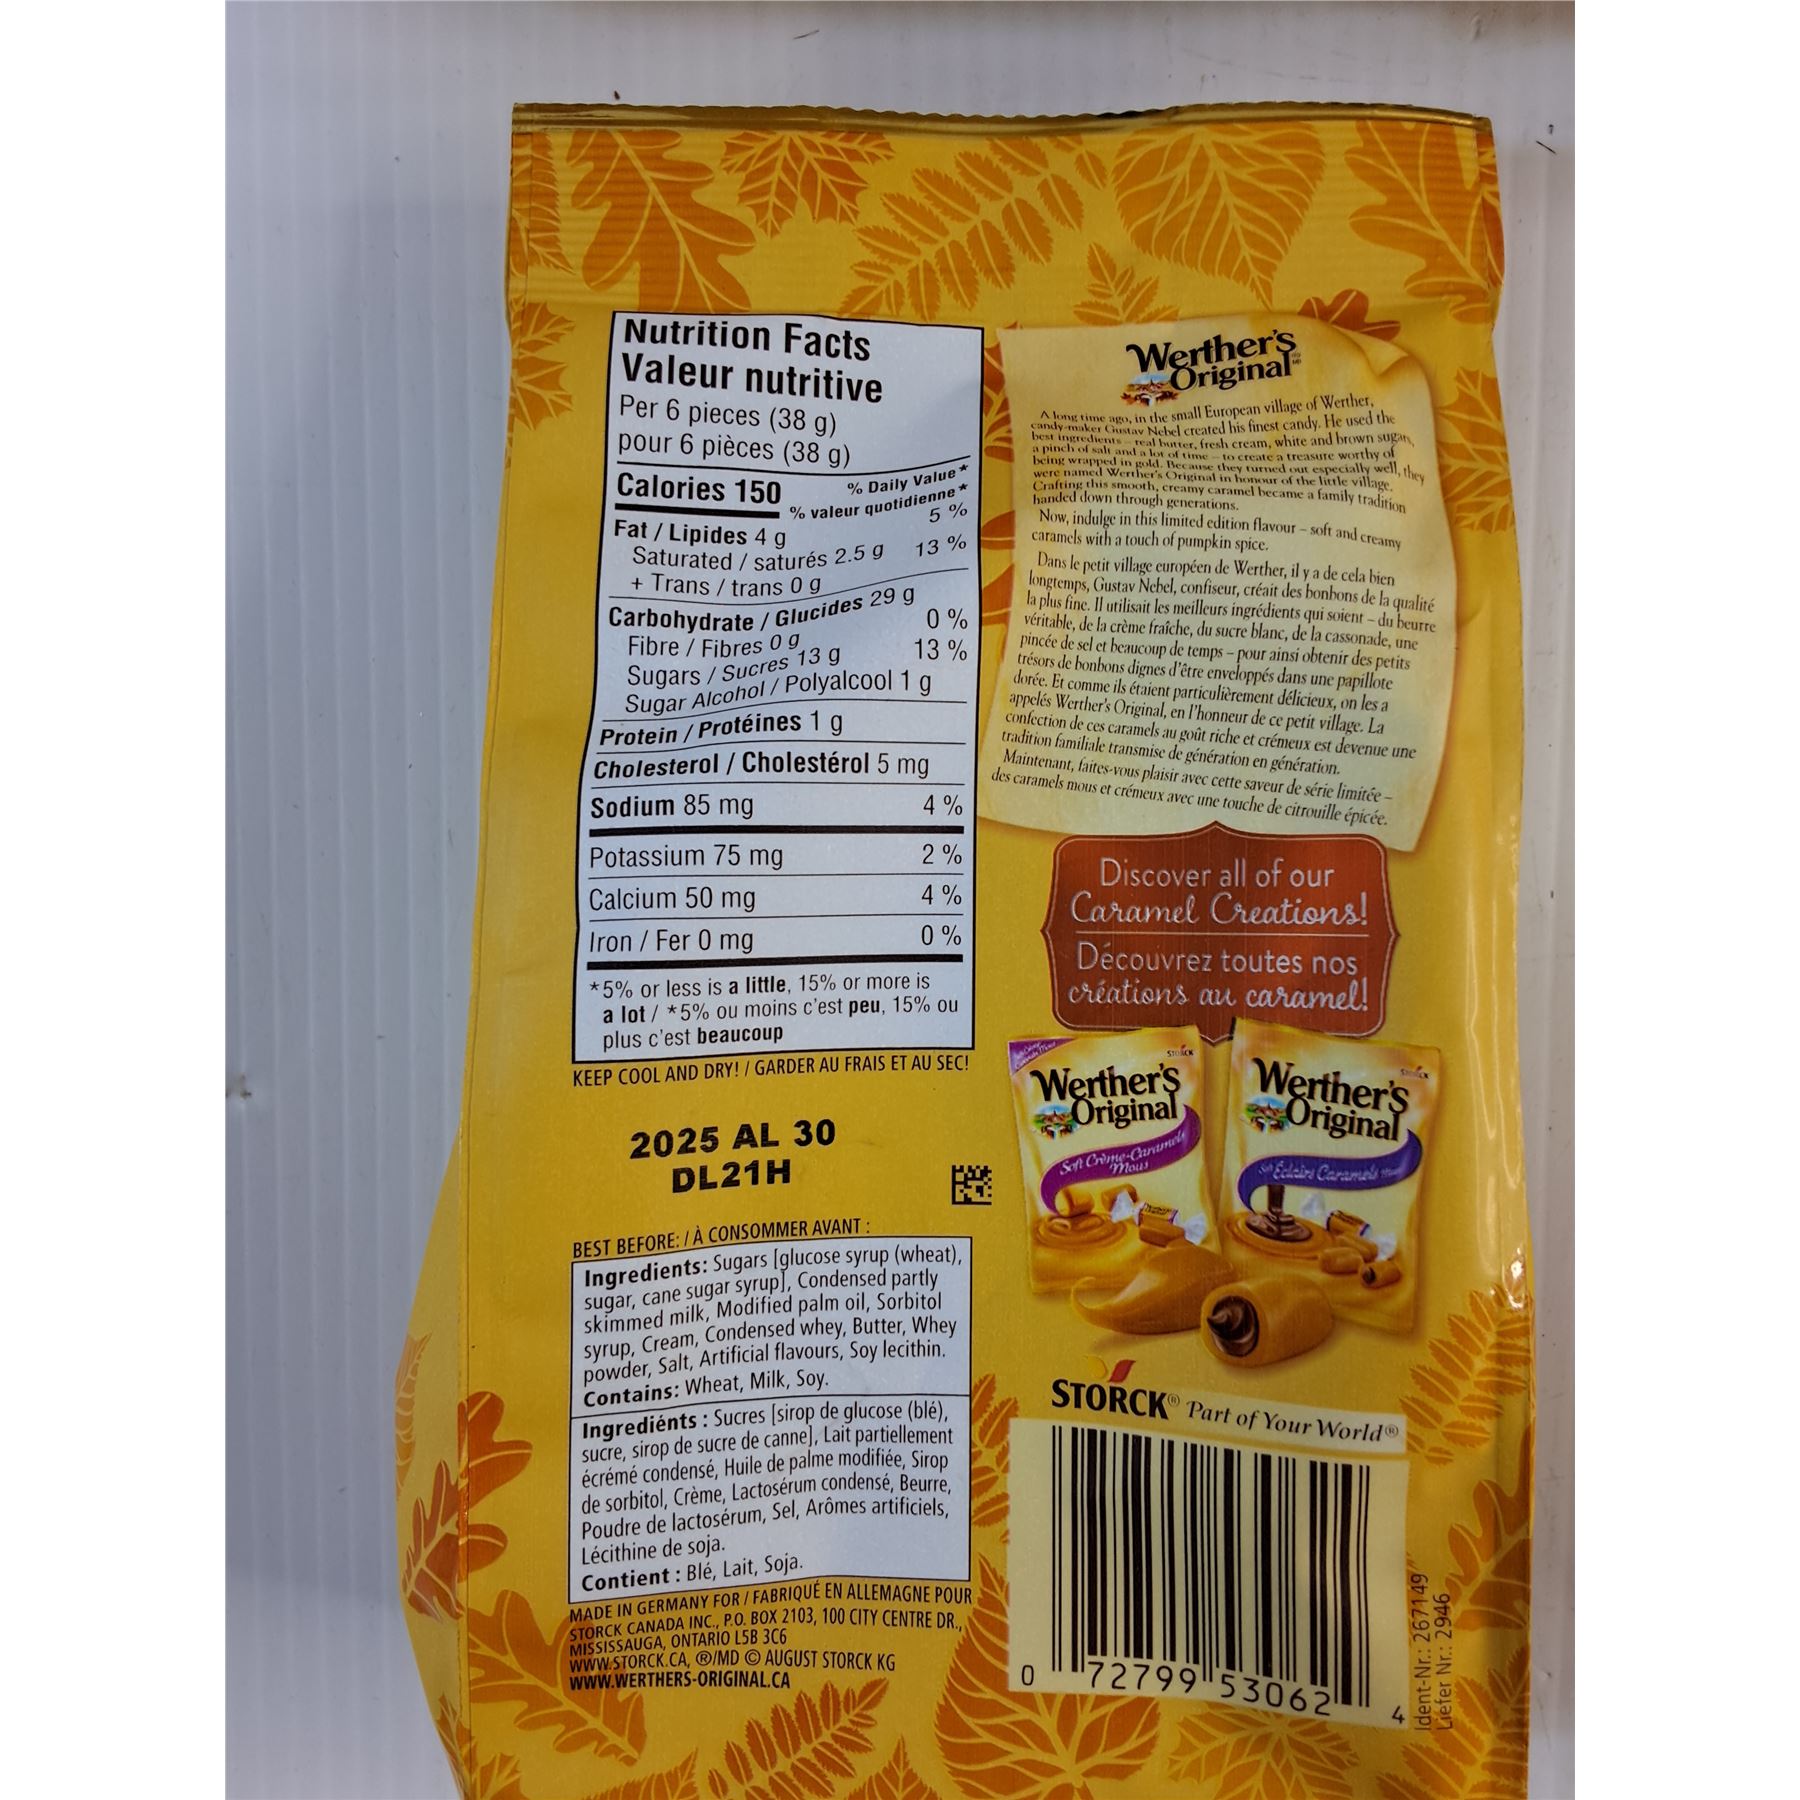 Nutrition Facts
Valeur nutritive
Per 6 pieces (38 g)
pour 6 pièces (38 g)
Calories 150
% Daily Value*
% valeur quotidienne*
Fat / Lipides 4 g 5 %
Saturated / saturés 2.5 g 13 %
+ Trans / trans 0 g
Carbohydrate / Glucides 29 g
Fibre / Fibres 0 g 0 %
Sugars / Sucres 13 g 13 %
Sugar Alcohol / Polyalcool 1 g
Protein / Protéines 1 g
Cholesterol / Cholestérol 5 mg
Sodium 85 mg 4 %
Potassium 75 mg 2 %
Calcium 50 mg 4 %
Iron / Fer 0 mg 0 %
*5% or less is a little, 15% or more is
a lot / *5% ou moins c'est peu, 15% ou
plus c'est beaucoup
KEEP COOL AND DRY! / GARDER AU FRAIS ET AU SEC!
2025 AL 30
DL21H
BEST BEFORE: / À CONSOMMER AVANT :
Ingredients: Sugars [glucose syrup (wheat),
sugar, cane sugar syrup], Condensed partly
skimmed milk, Modified palm oil, Sorbitol
syrup, Cream, Condensed whey, Butter, Whey
powder, Salt, Artificial flavours, Soy lecithin.
Contains: Wheat, Milk, Soy.
Ingrediénts : Sucres [sirop de glucose (blé),
sucre, sirop de sucre de canne], Lait partiellement
écrémé condensé, Huile de palme modifiée, Sirop
de sorbitol, Crème, Lactosérum condensé, Beurre,
Poudre de lactosérum, Sel, Arômes artificiels,
Lécithine de soja.
Contient : Blé, Lait, Soja.
MADE IN GERMANY FOR / FABRIQUÉ EN ALLEMAGNE POUR
STORCK CANADA INC., P.O. BOX 2103, 100 CITY CENTRE DR.,
MISSISSAUGA, ONTARIO L5B 3C6
WWW.STORCK.CA, ®/MD © AUGUST STORCK KG
WWW.WERTHERS-ORIGINAL.CA
Werther's
Original
A long time ago, in the small European village of Werther,
candy-maker Gustav Nebel created his finest candy. He used the
best ingredients – real butter, fresh cream, white and brown sugars,
a pinch of salt and a lot of time – to create a treasure worthy of
being wrapped in gold. Because they turned out especially well, they
were named Werther's Original in honour of the little village.
Crafting this smooth, creamy caramel became a family tradition
handed down through generations.
Now, indulge in this limited edition flavour – soft and creamy
caramels with a touch of pumpkin spice.
Dans le petit village européen de Werther, il y a de cela bien
longtemps, Gustav Nebel, confiseur, créait des bonbons de la qualité
la plus fine. Il utilisait les meilleurs ingrédients qui soient – du beurre
véritable, de la crème fraîche, du sucre blanc, de la cassonade, une
pincée de sel et beaucoup de temps – pour ainsi obtenir des petits
trésors de bonbons dignes d'être enveloppés dans une papillote
dorée. Et comme ils étaient particulièrement délicieux, on les a
appelés Werther's Original, en l'honneur de ce petit village. La
confection de ces caramels au goût riche et crémeux est devenue une
tradition familiale transmise de génération en génération.
Maintenant, faites-vous plaisir avec cette saveur de série limitée –
des caramels mous et crémeux avec une touche de citrouille épicée.
Discover all of our
Caramel Creations!
Découvrez toutes nos
créations au caramel!
STORCK
Werther's
Original
Soft Crème-Caramels
Mous
STORCK
Werther's
Original
Soft Éclairs Caramels
STORCK® Part of Your World®
0 72799 53062 4
Ident-Nr.: 267149
Liefer Nr.: 2946